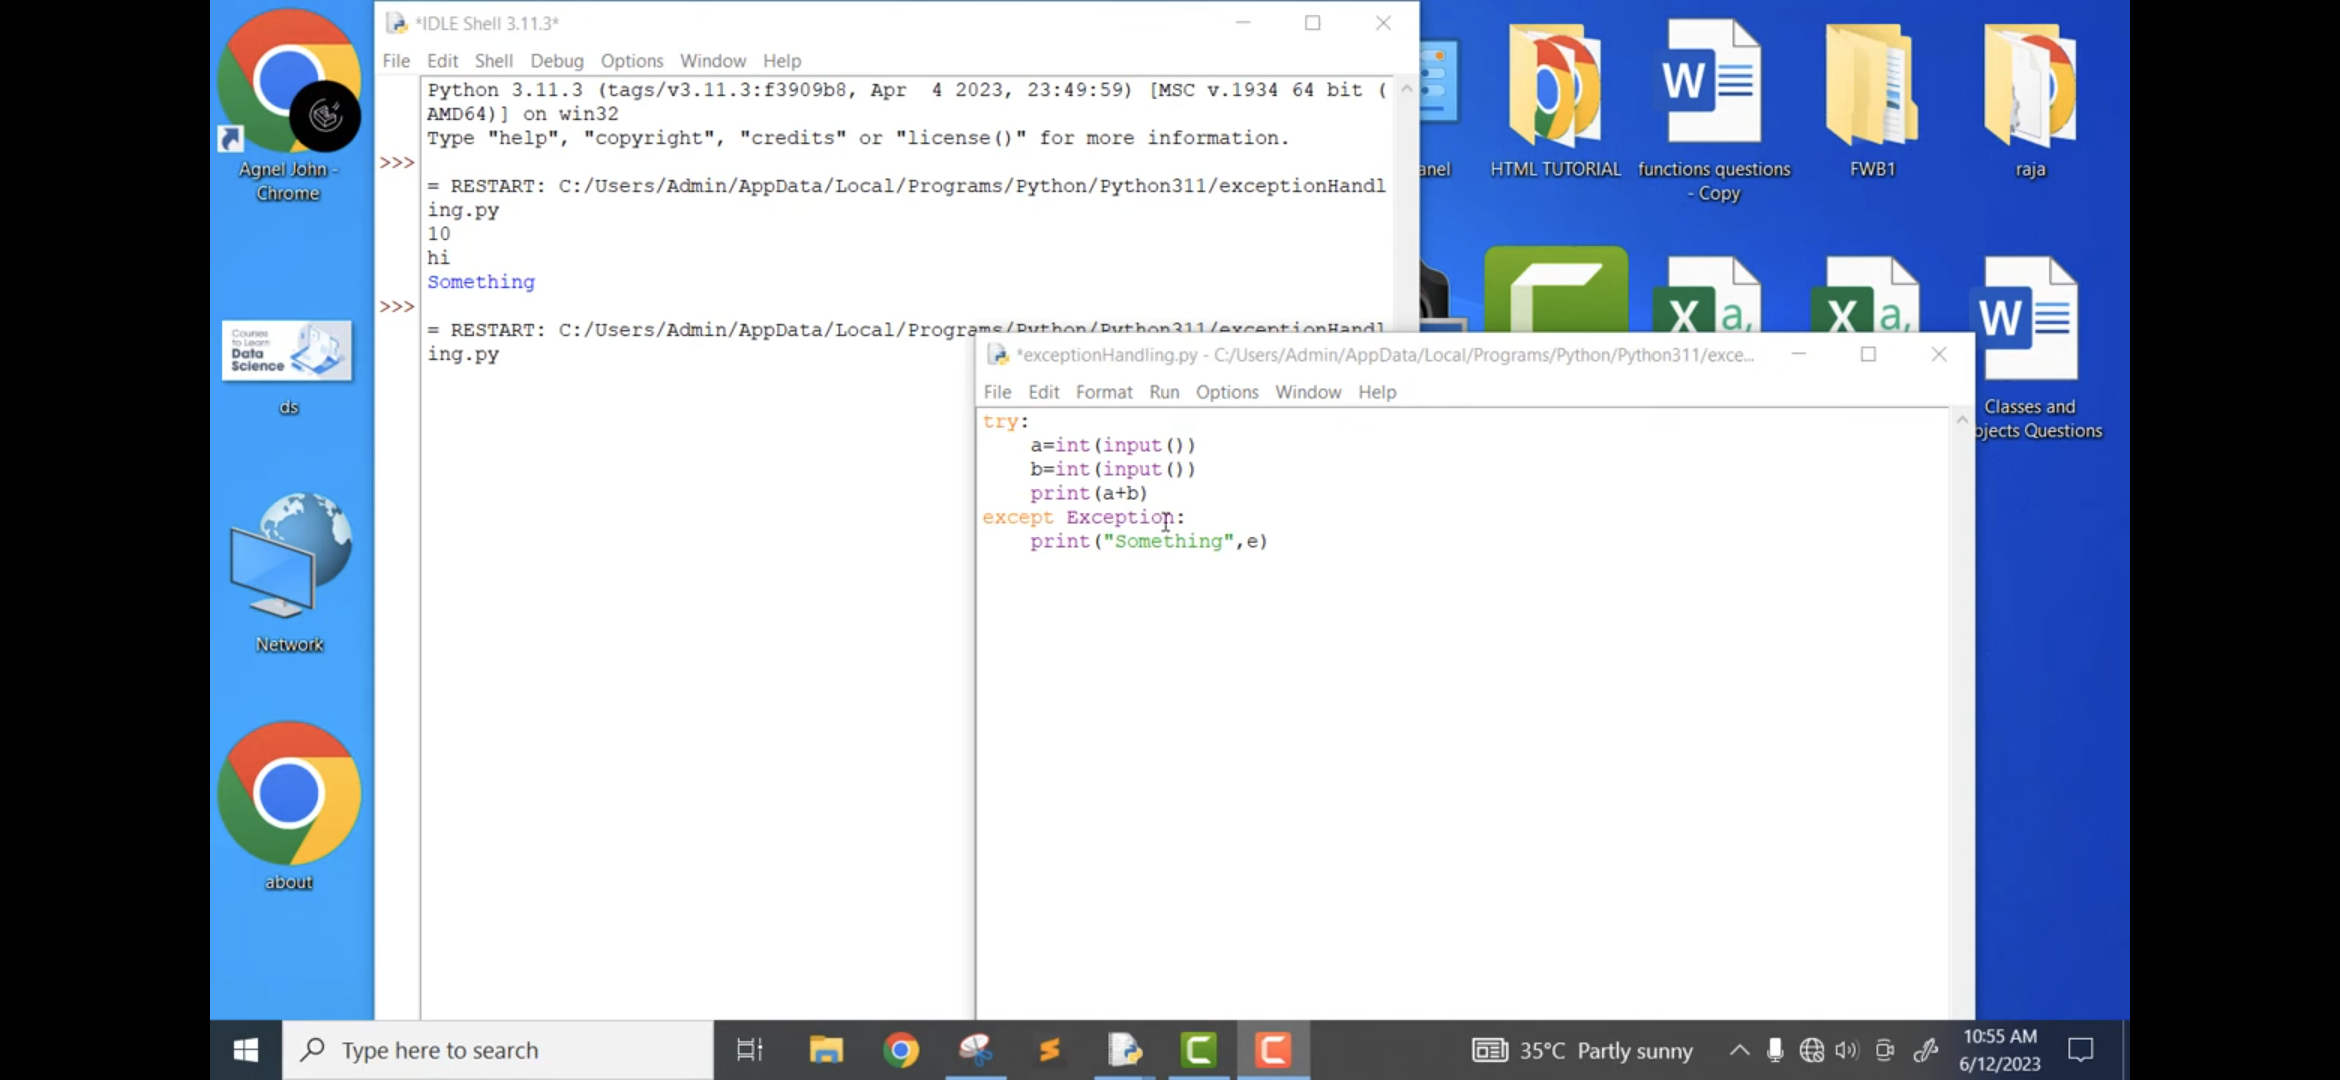 *IDLE Shell 3.11.3*
File Edit Shell Debug Options Window Help
Python 3.11.3 (tags/v3.11.3:f3909b8, Apr  4 2023, 23:49:59) [MSC v.1934 64 bit (
AMD64)] on win32
Type "help", "copyright", "credits" or "license()" for more information.
>>>
= RESTART: C:/Users/Admin/AppData/Local/Programs/Python/Python311/exceptionHandl
ing.py
10
hi
Something
>>>
= RESTART: C:/Users/Admin/AppData/Local/Programs/Python/Python311/exceptionHandl
ing.py
*exceptionHandling.py - C:/Users/Admin/AppData/Local/Programs/Python/Python311/exce...
File Edit Format Run Options Window Help
try:
    a=int(input())
    b=int(input())
    print(a+b)
except Exception:
    print("Something",e)
Agnel John -
Chrome
Courses
to Learn
Data
Science
ds
Network
about
anel
HTML TUTORIAL
functions questions
- Copy
FWB1
raja
W
X a,
X a,
W
Classes and
bjects Questions
Type here to search
35°C Partly sunny
10:55 AM
6/12/2023